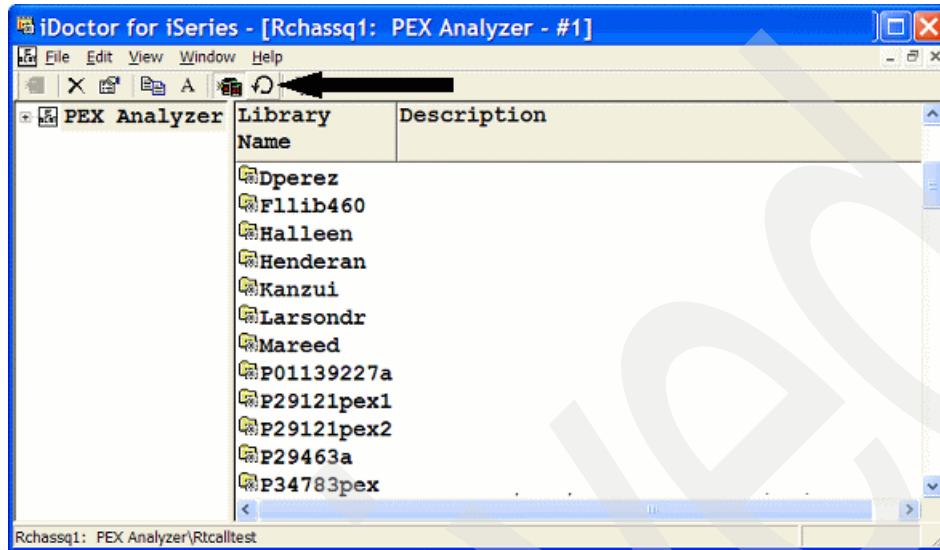 iDoctor for iSeries - [Rchassq1: PEX Analyzer - #1]
File Edit View Window Help
A
PEX Analyzer
Library Name
Description
Dperez
Fllib460
Halleen
Henderan
Kanzui
Larsondr
Mareed
P01139227a
P29121pex1
P29121pex2
P29463a
P34783pex
Rchassq1: PEX Analyzer\Rtcalltest